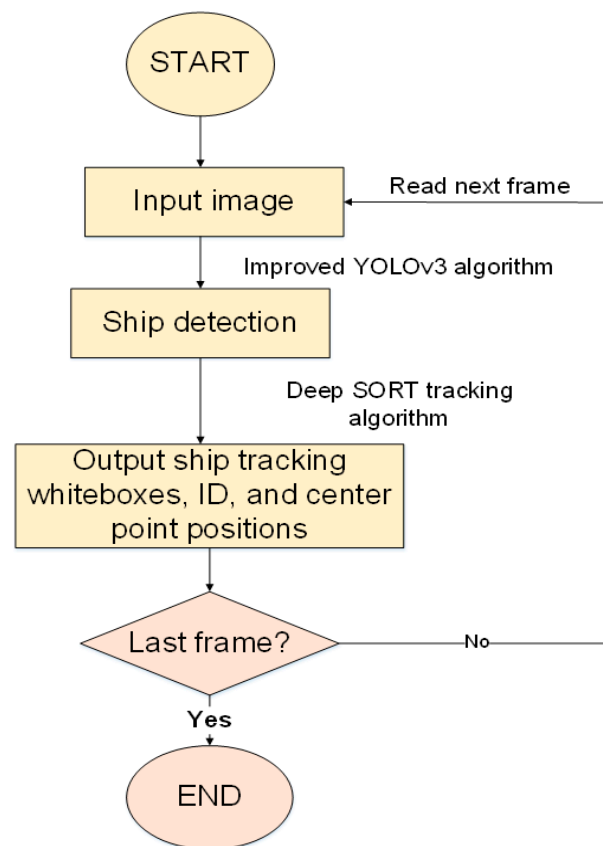 START
Input image
Read next frame
Improved YOLOv3 algorithm
Ship detection
Deep SORT tracking
algorithm
Output ship tracking
whiteboxes, ID, and center
point positions
Last frame?
No
Yes
END